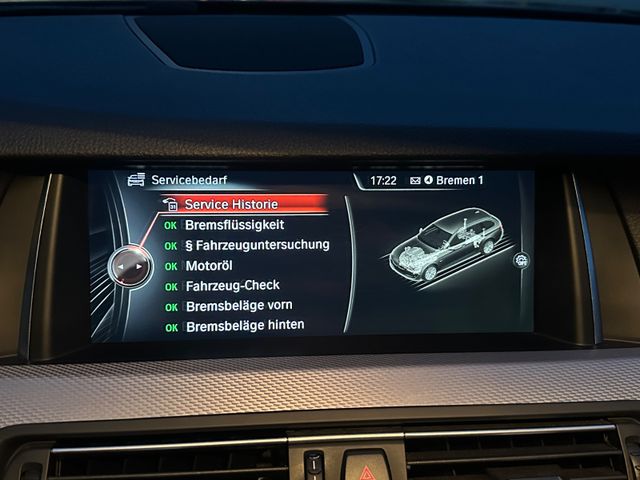 Servicebedarf
17:22 Bremen 1
Service Historie
OK Bremsflüssigkeit
OK § Fahrzeuguntersuchung
OK Motoröl
OK Fahrzeug-Check
OK Bremsbeläge vorn
OK Bremsbeläge hinten